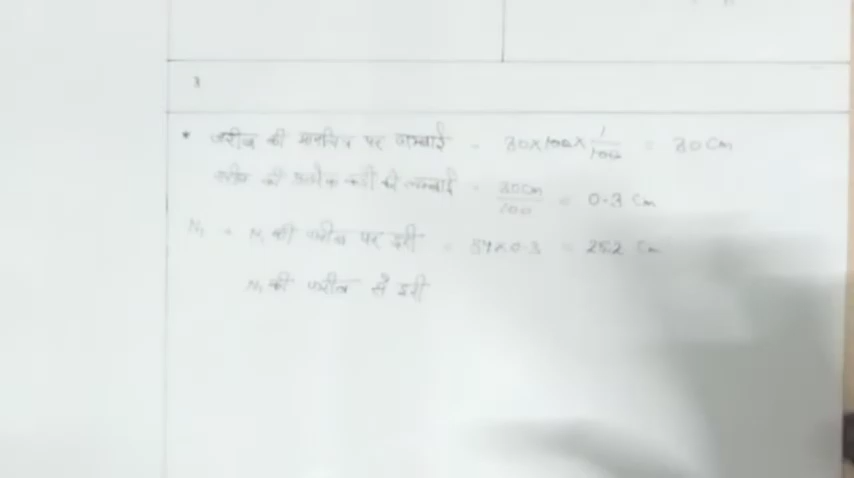 3
* जरीब की मानचित्र पर लम्बाई = 30×100×1/100 = 30 cm
जरीब की प्रत्येक कड़ी की लम्बाई = 30cm/100 = 0.3 cm
N₁ = N₁ की जरीब पर दूरी = 84×0.3 = 25.2 cm
N₁ की जरीब से दूरी